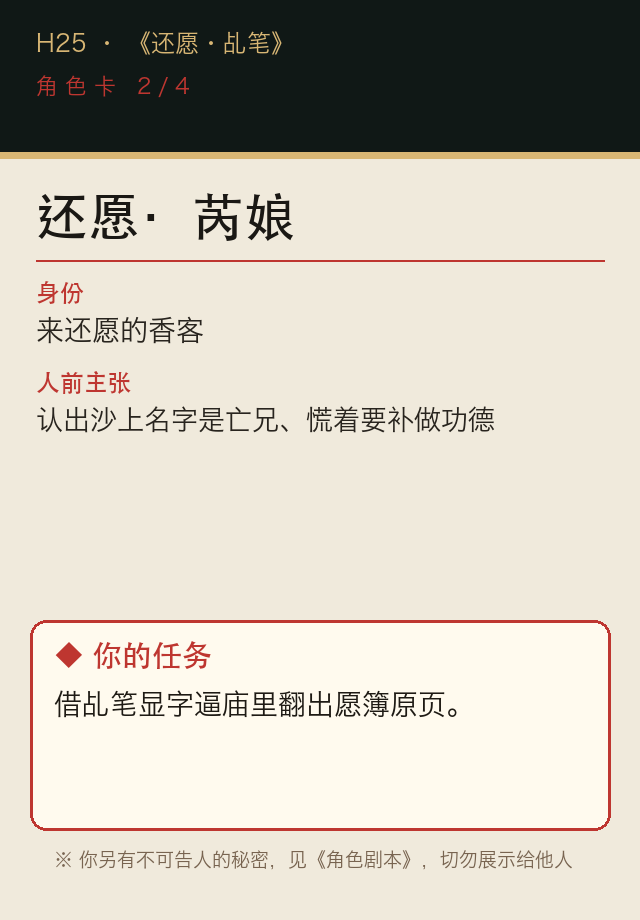 H25 · 《还愿·乩笔》
角色卡 2/4
还愿· 芮娘
身份
来还愿的香客
人前主张
认出沙上名字是亡兄、慌着要补做功德
◆ 你的任务
借乩笔显字逼庙里翻出愿簿原页。
※ 你另有不可告人的秘密，见《角色剧本》，切勿展示给他人